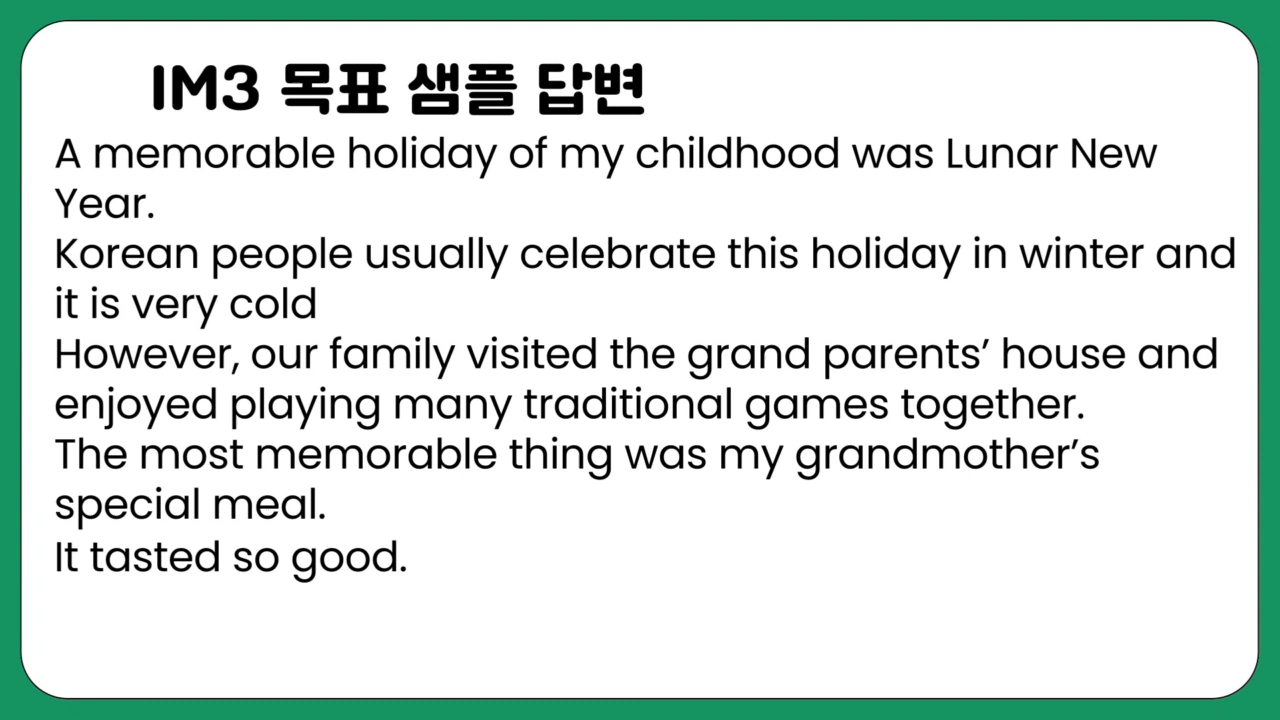 IM3 목표 샘플 답변
A memorable holiday of my childhood was Lunar New
Year.
Korean people usually celebrate this holiday in winter and
it is very cold
However, our family visited the grand parents’ house and
enjoyed playing many traditional games together.
The most memorable thing was my grandmother’s
special meal.
It tasted so good.